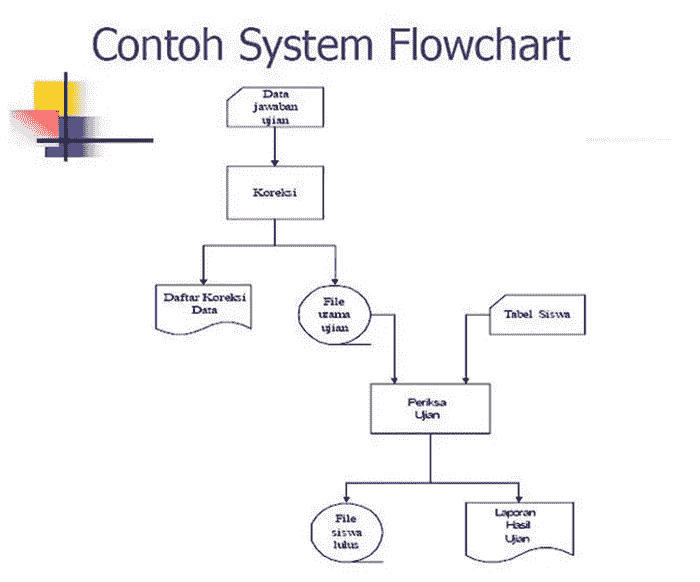 Contoh System Flowchart
Data
jawaban
ujian
Koreksi
Daftar Koreksi
Data
File
utama
ujian
Tabel Siswa
Periksa
Ujian
File
siswa
lulus
Laporan
Hasil
Ujian